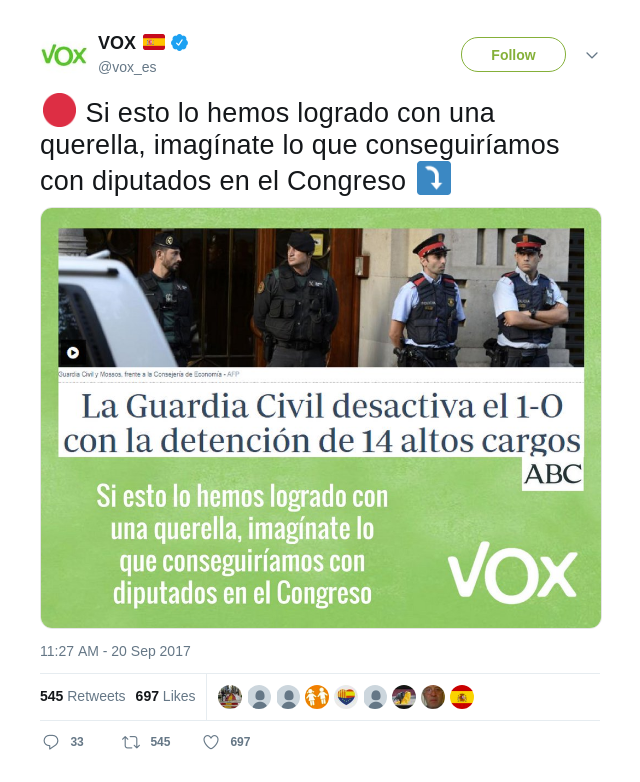 VOX
VOX
@vox_es
Follow
Si esto lo hemos logrado con una
querella, imagínate lo que conseguiríamos
con diputados en el Congreso
Guardia Civil y Mossos, frente a la Consejería de Economía - AFP
La Guardia Civil desactiva el 1-O
con la detención de 14 altos cargos
ABC
Si esto lo hemos logrado con
una querella, imagínate lo
que conseguiríamos con
diputados en el Congreso
VOX
11:27 AM - 20 Sep 2017
545 Retweets 697 Likes
33 545 697